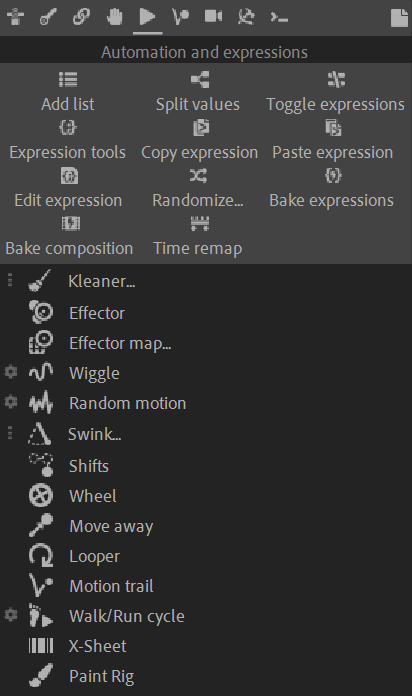 Automation and expressions
Add list Split values Toggle expressions
Expression tools Copy expression Paste expression
Edit expression Randomize... Bake expressions
Bake composition Time remap
Kleaner...
Effector
Effector map...
Wiggle
Random motion
Swink...
Shifts
Wheel
Move away
Looper
Motion trail
Walk/Run cycle
X-Sheet
Paint Rig